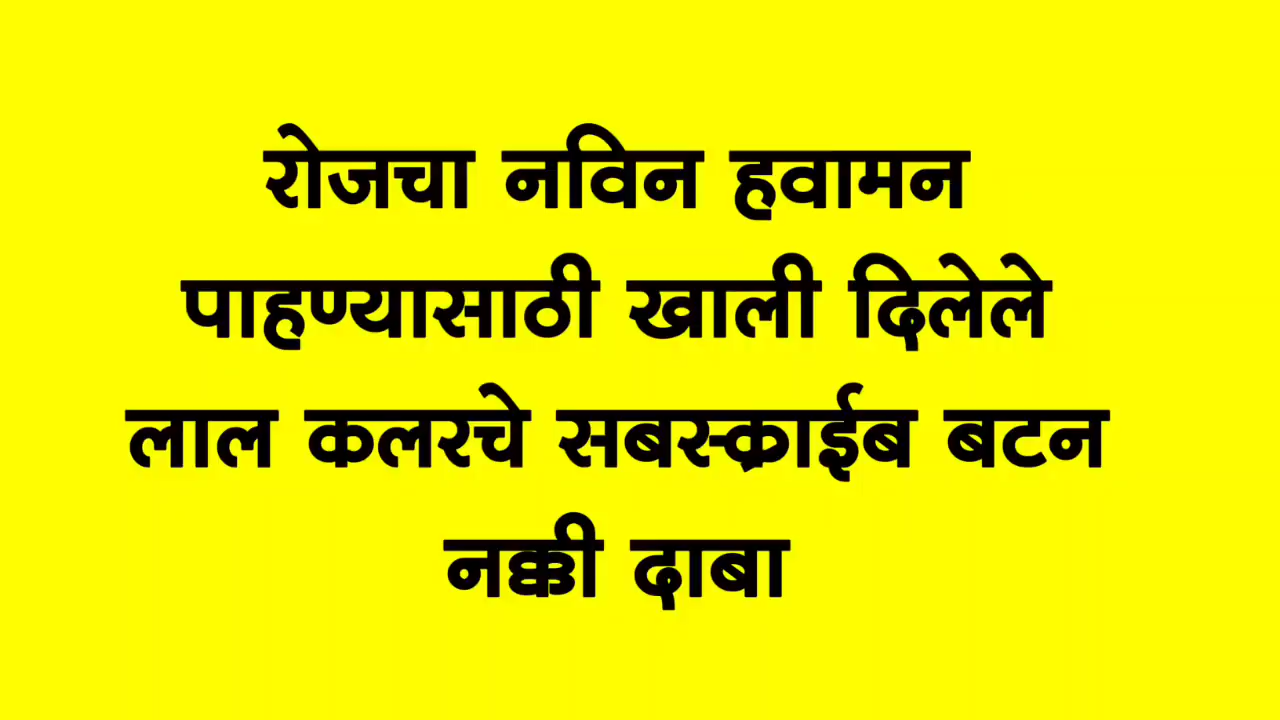 रोजचा नविन हवामन
पाहण्यासाठी खाली दिलेले
लाल कलरचे सबस्क्राईब बटन
नक्की दाबा